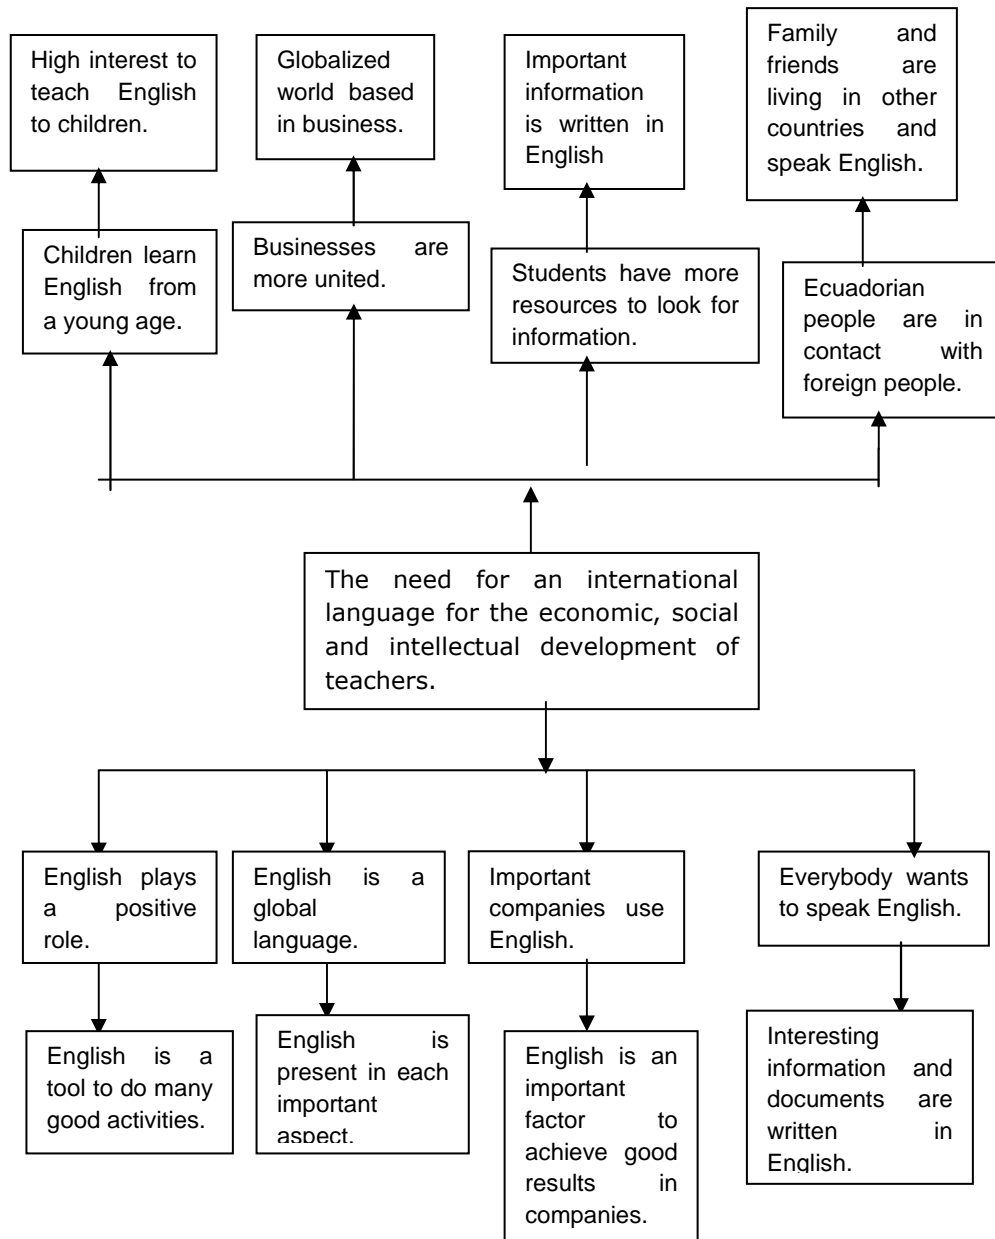 High interest to
teach English
to children.
Globalized
world based
in business.
Important
information
is written in
English
Family and
friends are
living in other
countries and
speak English.
Children learn
English from
a young age.
Businesses are
more united.
Students have more
resources to look for
information.
Ecuadorian
people are in
contact with
foreign people.
The need for an international
language for the economic, social
and intellectual development of
teachers.
English plays
a positive
role.
English is a
global
language.
Important
companies use
English.
Everybody wants
to speak English.
English is a
tool to do many
good activities.
English is
present in each
important
aspect.
English is an
important
factor to
achieve good
results in
companies.
Interesting
information and
documents are
written in
English.